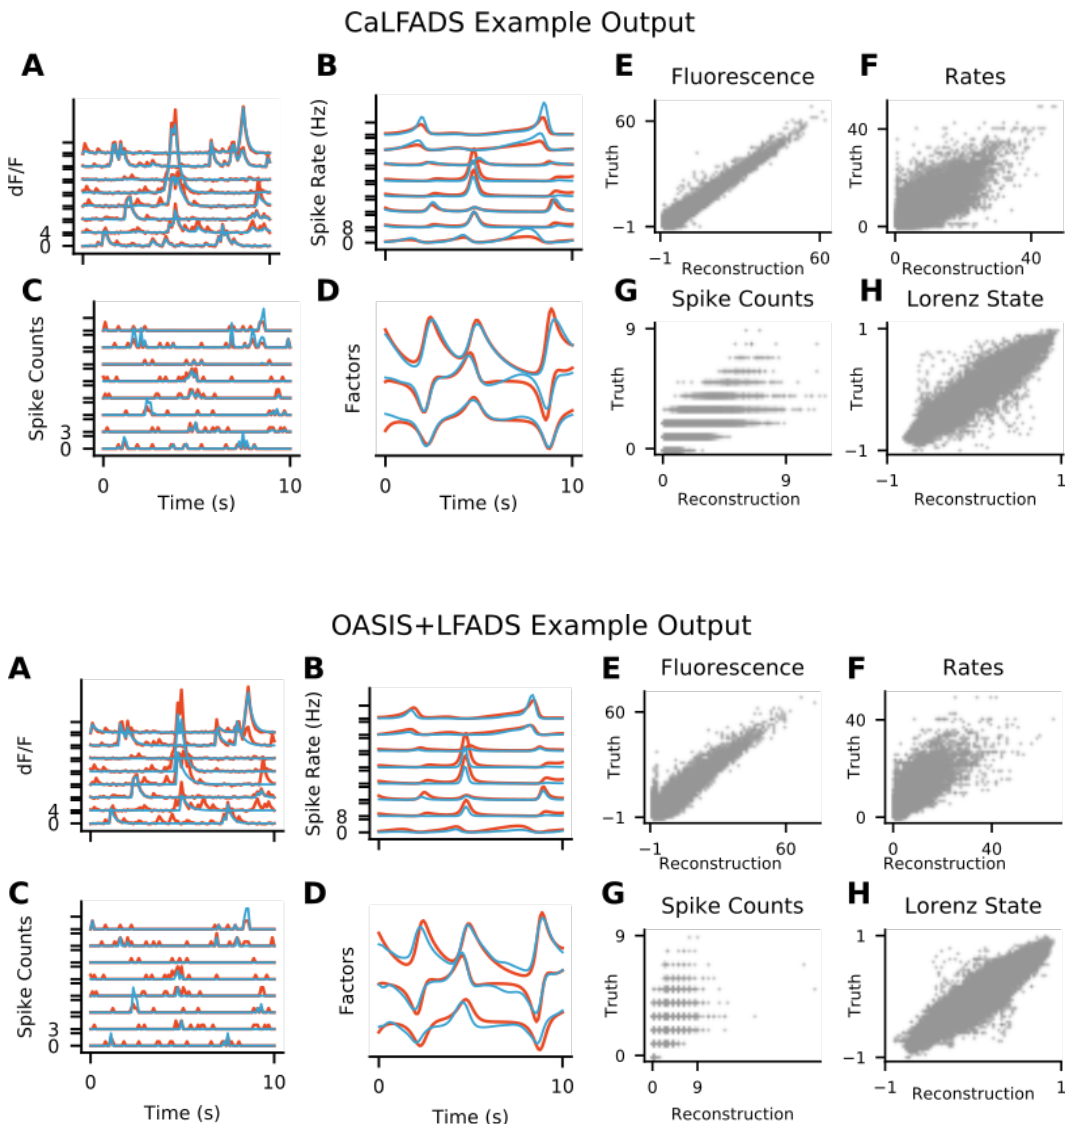 CaLFADS Example Output
A
dF/F
4
0
B
Spike Rate (Hz)
8
0
E
Fluorescence
Truth
60
−1
−1
60
Reconstruction
F
Rates
Truth
40
0
0
40
Reconstruction
C
Spike Counts
3
0
0
10
Time (s)
D
Factors
0
10
Time (s)
G
Spike Counts
Truth
9
0
0
9
Reconstruction
H
Lorenz State
Truth
1
−1
−1
1
Reconstruction
OASIS+LFADS Example Output
A
dF/F
4
0
B
Spike Rate (Hz)
8
0
E
Fluorescence
Truth
60
−1
−1
60
Reconstruction
F
Rates
Truth
40
0
0
40
Reconstruction
C
Spike Counts
3
0
0
10
Time (s)
D
Factors
0
10
Time (s)
G
Spike Counts
Truth
9
0
0
9
Reconstruction
H
Lorenz State
Truth
1
−1
−1
1
Reconstruction